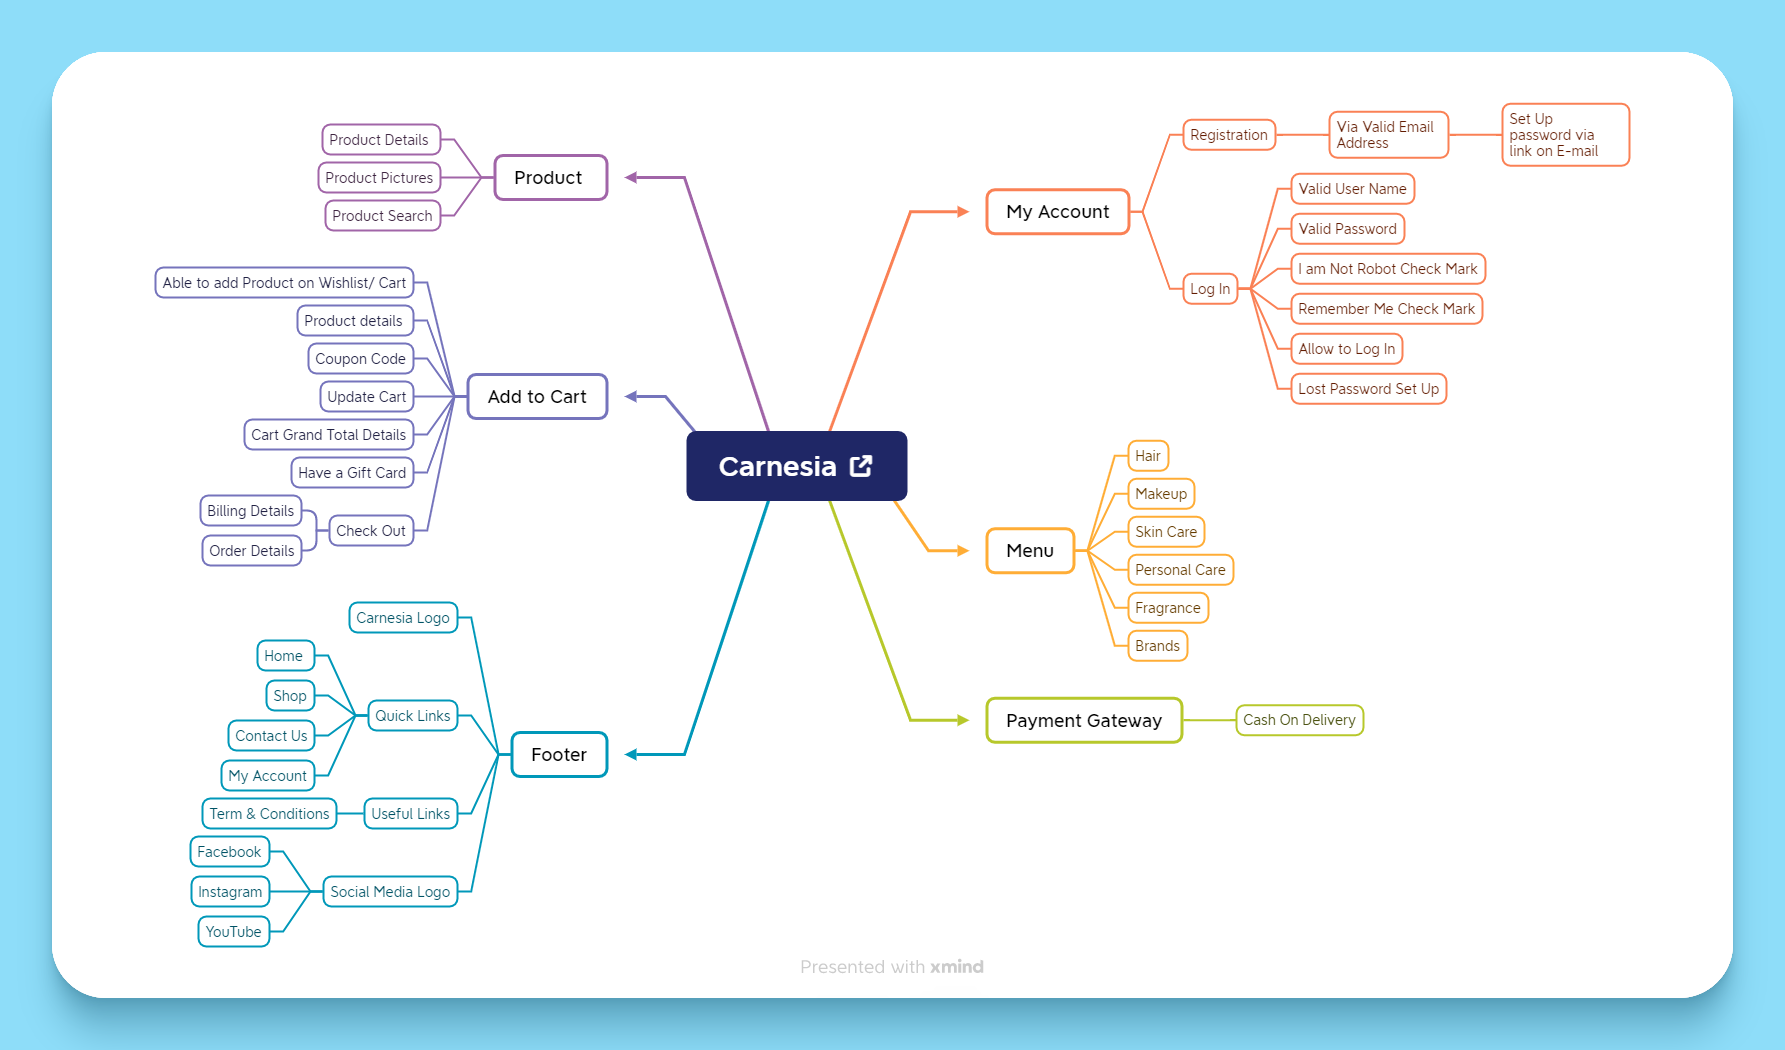 Carnesia
My Account
Registration
Via Valid Email
Address
Set Up
password via
link on E-mail
Log In
Valid User Name
Valid Password
I am Not Robot Check Mark
Remember Me Check Mark
Allow to Log In
Lost Password Set Up
Menu
Hair
Makeup
Skin Care
Personal Care
Fragrance
Brands
Payment Gateway
Cash On Delivery
Product
Product Details
Product Pictures
Product Search
Add to Cart
Able to add Product on Wishlist/ Cart
Product details
Coupon Code
Update Cart
Cart Grand Total Details
Have a Gift Card
Check Out
Billing Details
Order Details
Footer
Carnesia Logo
Quick Links
Home
Shop
Contact Us
My Account
Useful Links
Term & Conditions
Social Media Logo
Facebook
Instagram
YouTube
Presented with xmind